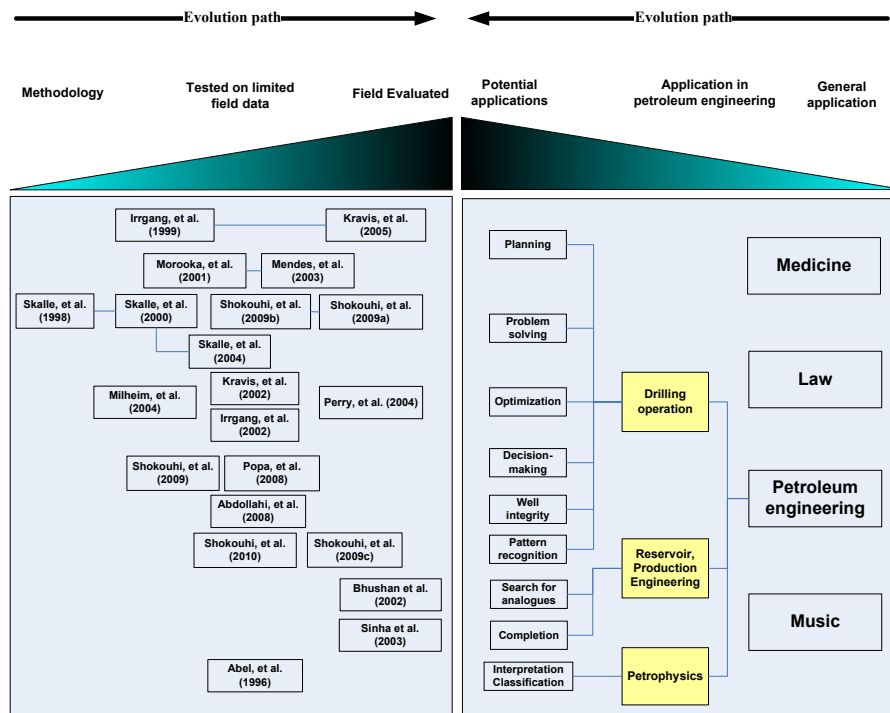 Evolution path
Evolution path
Methodology
Tested on limited
field data
Field Evaluated
Potential
applications
Application in
petroleum engineering
General
application
Irrgang, et al.
(1999)
Kravis, et al.
(2005)
Morooka, et al.
(2001)
Mendes, et al.
(2003)
Skalle, et al.
(1998)
Skalle, et al.
(2000)
Shokouhi, et al.
(2009b)
Shokouhi, et al.
(2009a)
Skalle, et al.
(2004)
Kravis, et al.
(2002)
Milheim, et al.
(2004)
Perry, et al. (2004)
Irrgang, et al.
(2002)
Shokouhi, et al.
(2009)
Popa, et al.
(2008)
Abdollahi, et al.
(2008)
Shokouhi, et al.
(2010)
Shokouhi, et al.
(2009c)
Bhushan et al.
(2002)
Sinha et al.
(2003)
Abel, et al.
(1996)
Planning
Problem
solving
Optimization
Decision-
making
Well
integrity
Pattern
recognition
Search for
analogues
Completion
Interpretation
Classification
Drilling
operation
Reservoir,
Production
Engineering
Petrophysics
Medicine
Law
Petroleum
engineering
Music